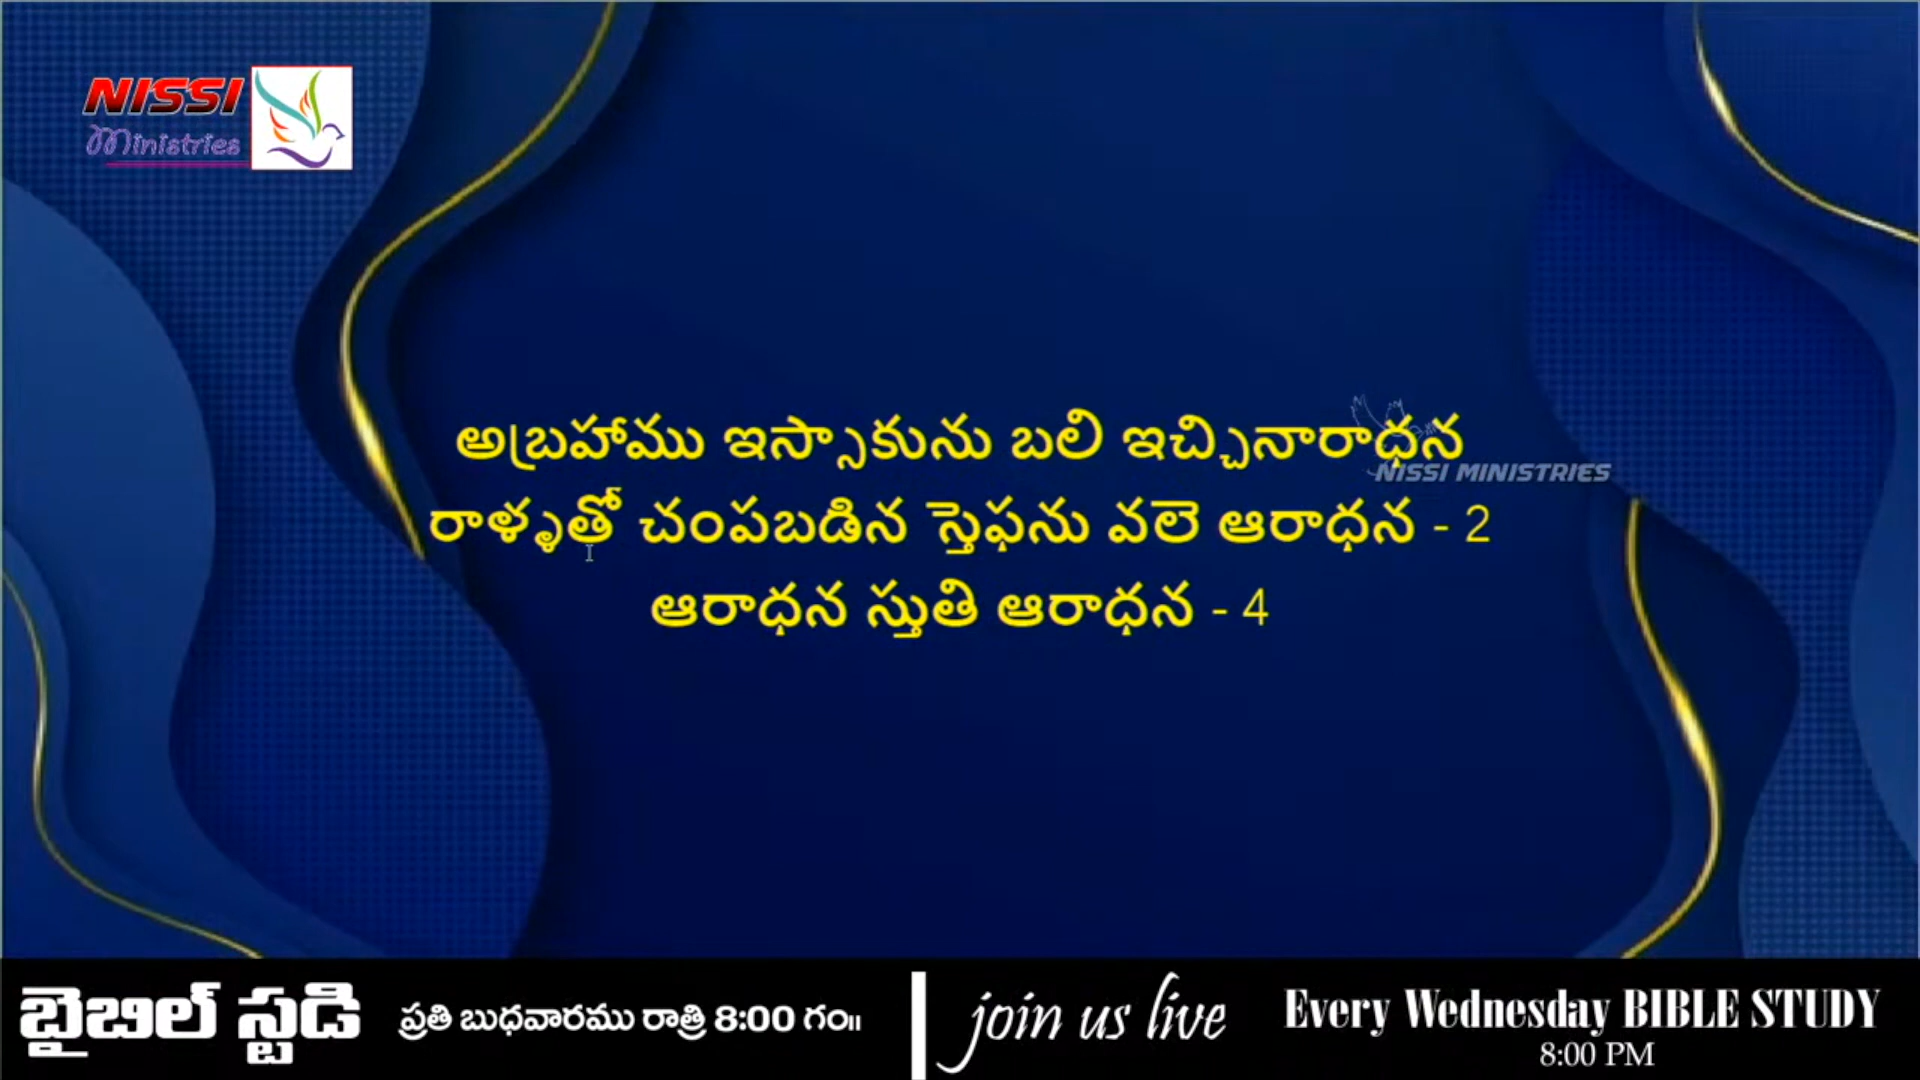 NISSI
Ministries
అబ్రహాము ఇస్సాకును బలి ఇచ్చినారాధన
NISSI MINISTRIES
రాళ్ళతో చంపబడిన స్తెఫను వలె ఆరాధన - 2
ఆరాధన స్తుతి ఆరాధన - 4
బైబిల్ స్టడి ప్రతి బుధవారము రాత్రి 8:00 గం॥ join us live Every Wednesday BIBLE STUDY
8:00 PM